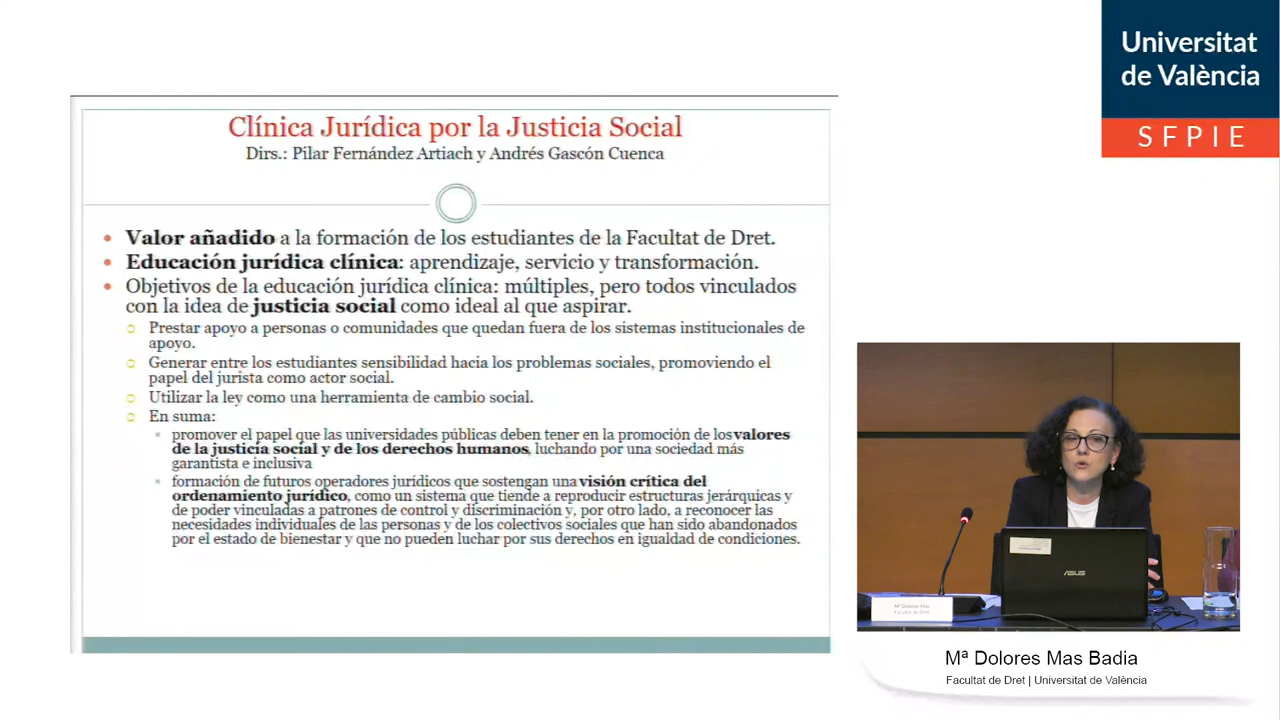 Universitat
de València
SFPIE
Clínica Jurídica por la Justicia Social
Dirs.: Pilar Fernández Artiach y Andrés Gascón Cuenca
Valor añadido a la formación de los estudiantes de la Facultat de Dret.
Educación jurídica clínica: aprendizaje, servicio y transformación.
Objetivos de la educación jurídica clínica: múltiples, pero todos vinculados
con la idea de justicia social como ideal al que aspirar.
Prestar apoyo a personas o comunidades que quedan fuera de los sistemas institucionales de
apoyo.
Generar entre los estudiantes sensibilidad hacia los problemas sociales, promoviendo el
papel del jurista como actor social.
Utilizar la ley como una herramienta de cambio social.
En suma:
promover el papel que las universidades públicas deben tener en la promoción de los valores
de la justicia social y de los derechos humanos, luchando por una sociedad más
garantista e inclusiva
formación de futuros operadores jurídicos que sostengan una visión crítica del
ordenamiento jurídico, como un sistema que tiende a reproducir estructuras jerárquicas y
de poder vinculadas a patrones de control y discriminación y, por otro lado, a reconocer las
necesidades individuales de las personas y de los colectivos sociales que han sido abandonados
por el estado de bienestar y que no pueden luchar por sus derechos en igualdad de condiciones.
ASUS
Mª Dolores Mas
Facultat de Dret
Mª Dolores Mas Badia
Facultat de Dret | Universitat de València